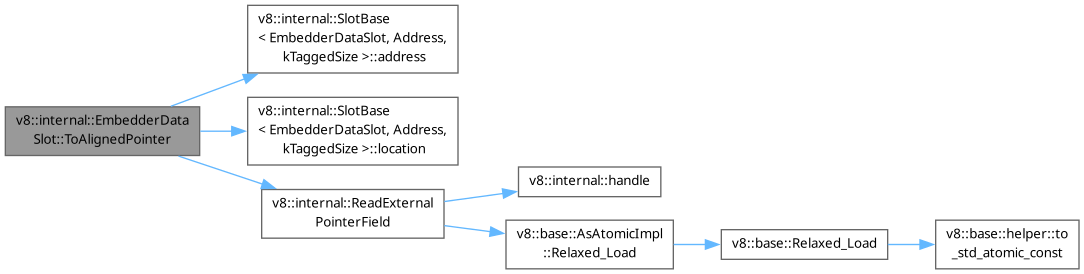 v8::internal::SlotBase
< EmbedderDataSlot, Address,
kTaggedSize >::address
v8::internal::EmbedderData
Slot::ToAlignedPointer
v8::internal::SlotBase
< EmbedderDataSlot, Address,
kTaggedSize >::location
v8::internal::ReadExternal
PointerField
v8::internal::handle
v8::base::AsAtomicImpl
::Relaxed_Load
v8::base::Relaxed_Load
v8::base::helper::to
_std_atomic_const